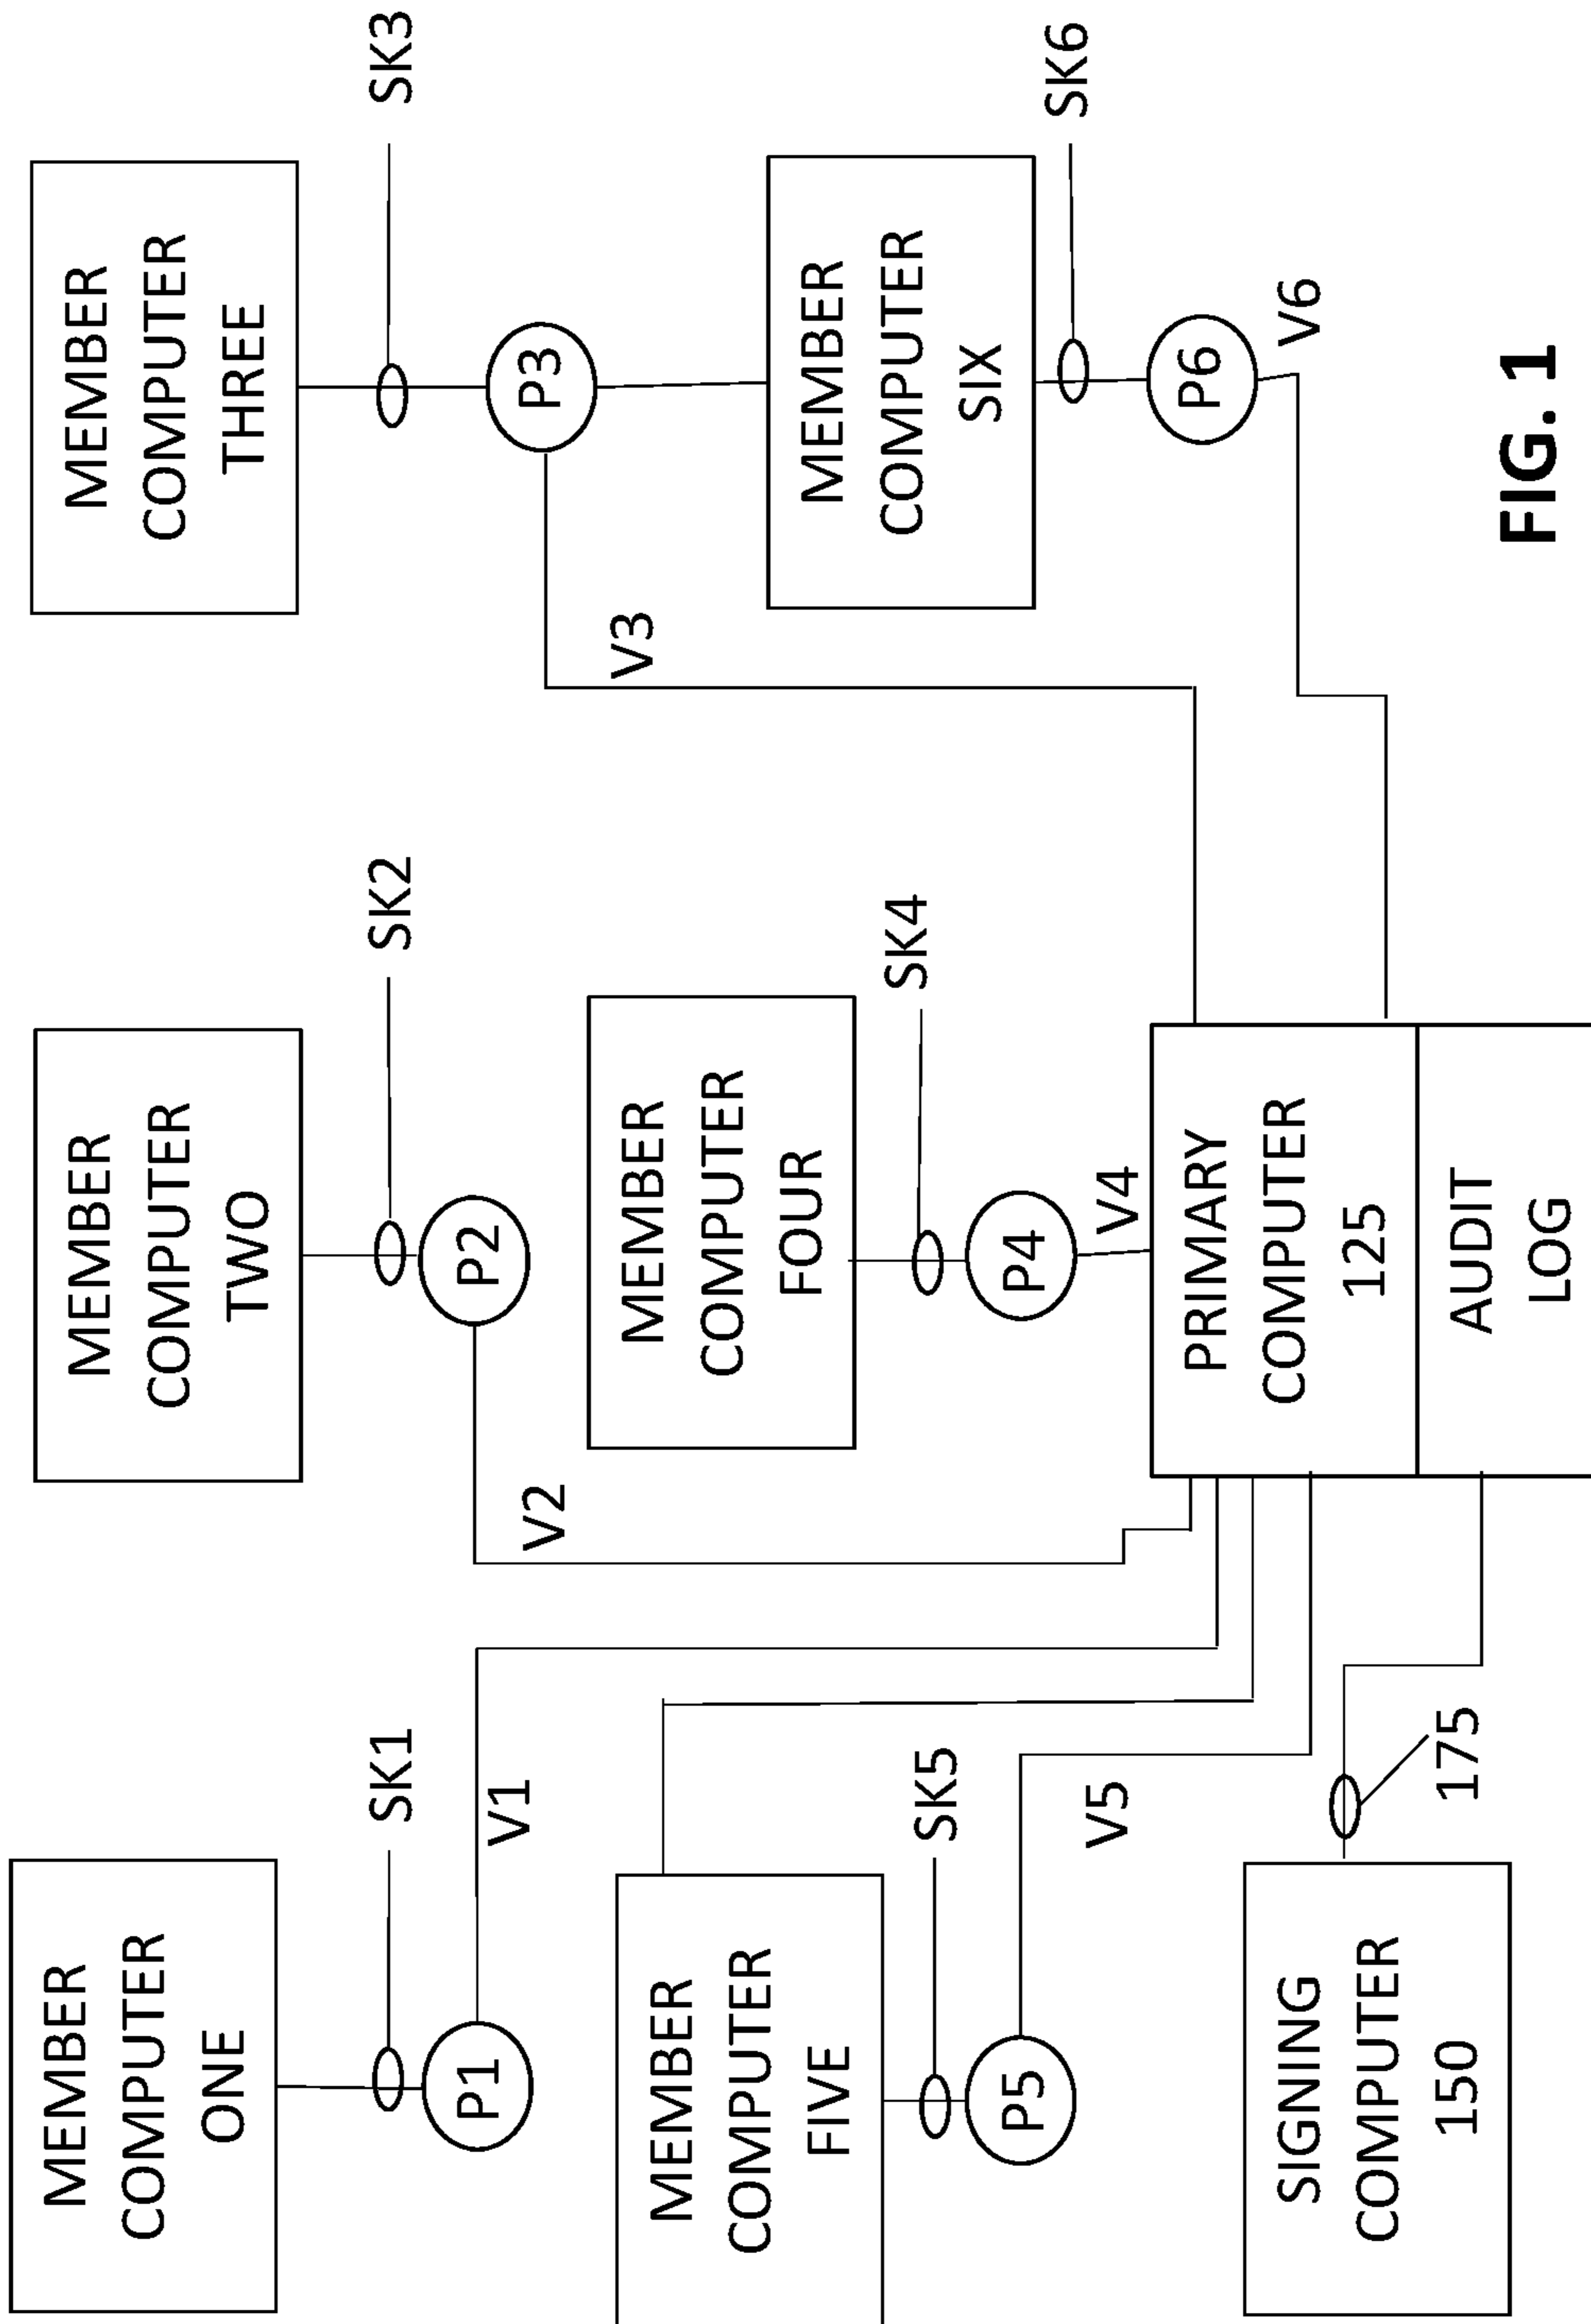 MEMBER
COMPUTER
ONE
SK1
P1
V1
MEMBER
COMPUTER
TWO
SK2
P2
V2
MEMBER
COMPUTER
THREE
SK3
P3
V3
MEMBER
COMPUTER
FIVE
SK5
P5
V5
MEMBER
COMPUTER
FOUR
SK4
P4
V4
MEMBER
COMPUTER
SIX
SK6
P6
V6
SIGNING
COMPUTER
150
175
PRIMARY
COMPUTER
125
AUDIT
LOG
FIG. 1